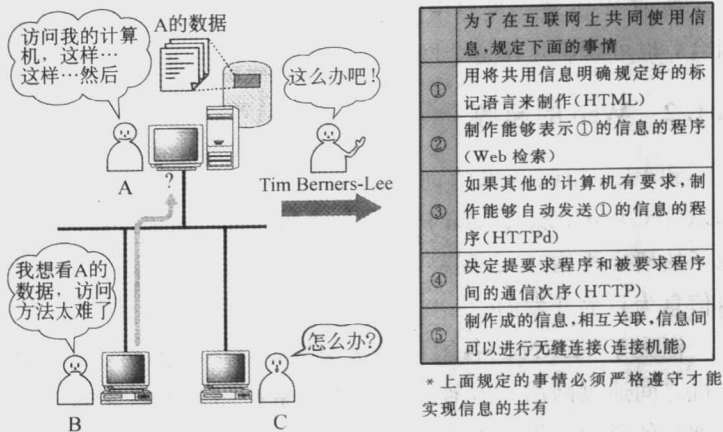 访问我的计算
机，这样…
这样…然后
A的数据
这么办吧！
A
?
Tim Berners-Lee
我想看A的
数据，访问
方法太难了
怎么办?
B
C
为了在互联网上共同使用信
息,规定下面的事情
① 用将共用信息明确规定好的标
记语言来制作(HTML)
② 制作能够表示①的信息的程序
(Web 检索)
③ 如果其他的计算机有要求,制
作能够自动发送①的信息的程
序(HTTPd)
④ 决定提要求程序和被要求程序
间的通信次序(HTTP)
⑤ 制作成的信息,相互关联,信息间
可以进行无缝连接(连接机能)
* 上面规定的事情必须严格遵守才能
实现信息的共有